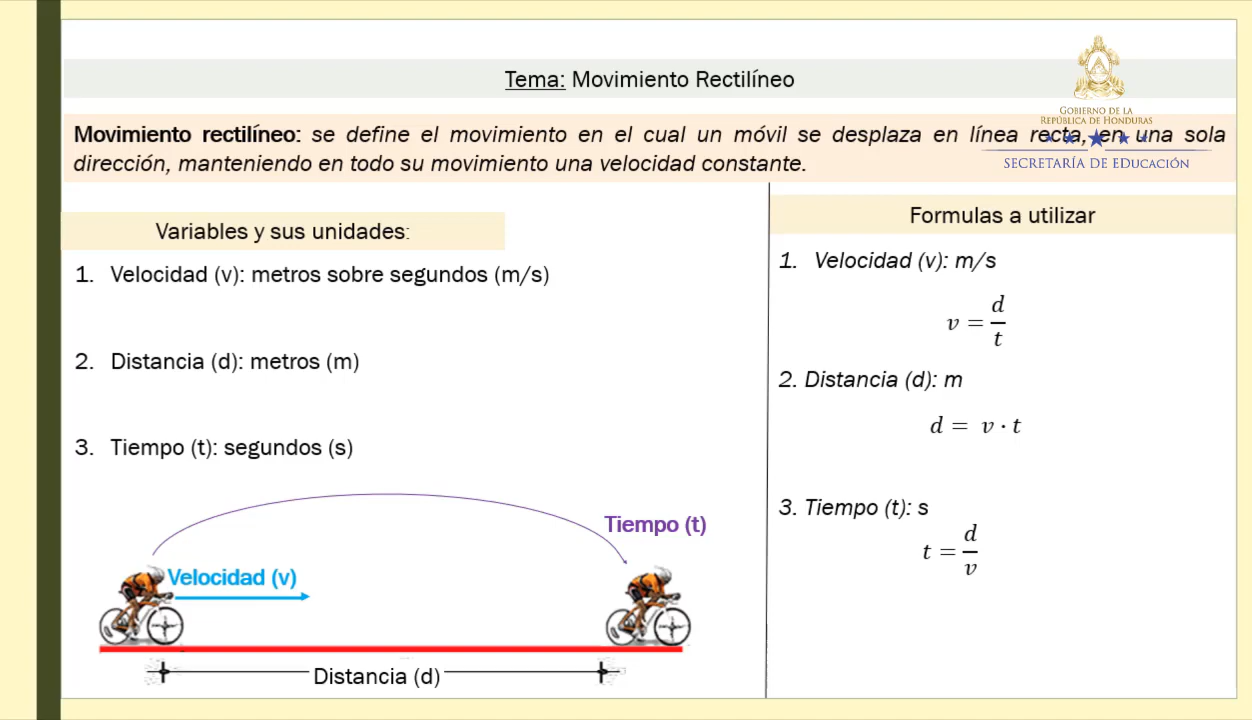 Tema: Movimiento Rectilíneo
GOBIERNO DE LA
REPÚBLICA DE HONDURAS
SECRETARÍA DE EDUCACIÓN
Movimiento rectilíneo: se define el movimiento en el cual un móvil se desplaza en línea recta, en una sola
dirección, manteniendo en todo su movimiento una velocidad constante.
Variables y sus unidades:
1. Velocidad (v): metros sobre segundos (m/s)
2. Distancia (d): metros (m)
3. Tiempo (t): segundos (s)
Tiempo (t)
Velocidad (v)
Distancia (d)
Formulas a utilizar
1. Velocidad (v): m/s
v = d/t
2. Distancia (d): m
d = v · t
3. Tiempo (t): s
t = d/v